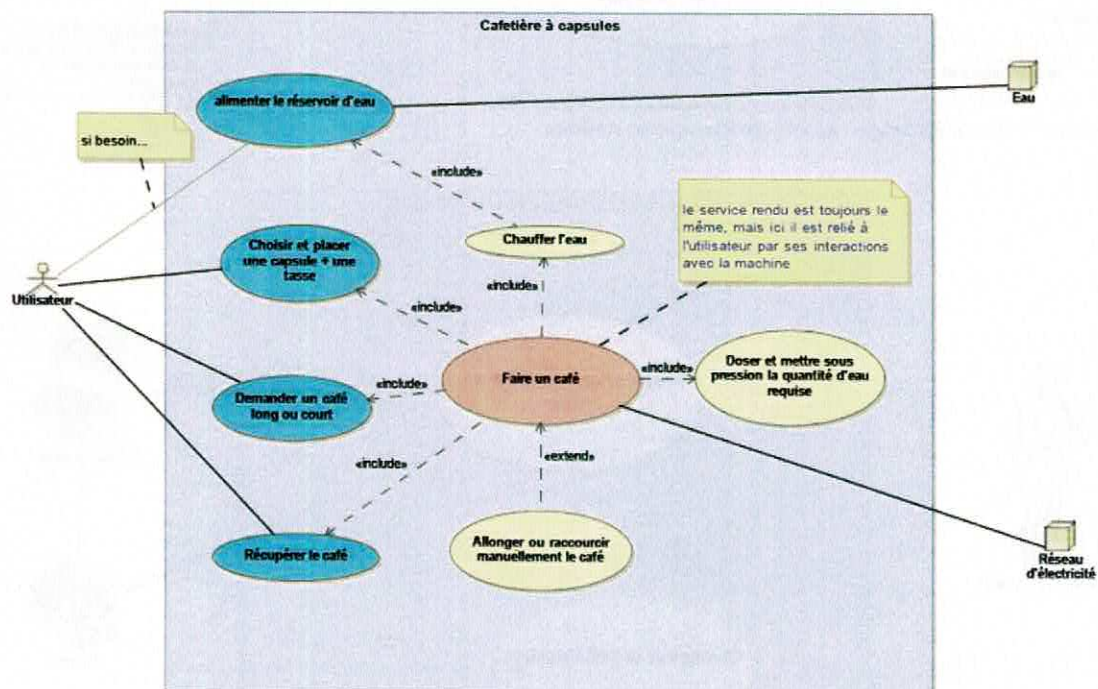 Cafetière à capsules
alimenter le réservoir d'eau
Eau
si besoin...
«include»
le service rendu est toujours le
même, mais ici il est relié à
l'utilisateur par ses interactions
avec la machine
Chauffer l'eau
Choisir et placer
une capsule + une
tasse
Utilisateur
«include»
«include»
Doser et mettre sous
pression la quantité d'eau
requise
Faire un café
«include»
«include»
Demander un café
long ou court
«include»
«extend»
Allonger ou raccourcir
manuellement le café
Récupérer le café
Réseau
d'électricité